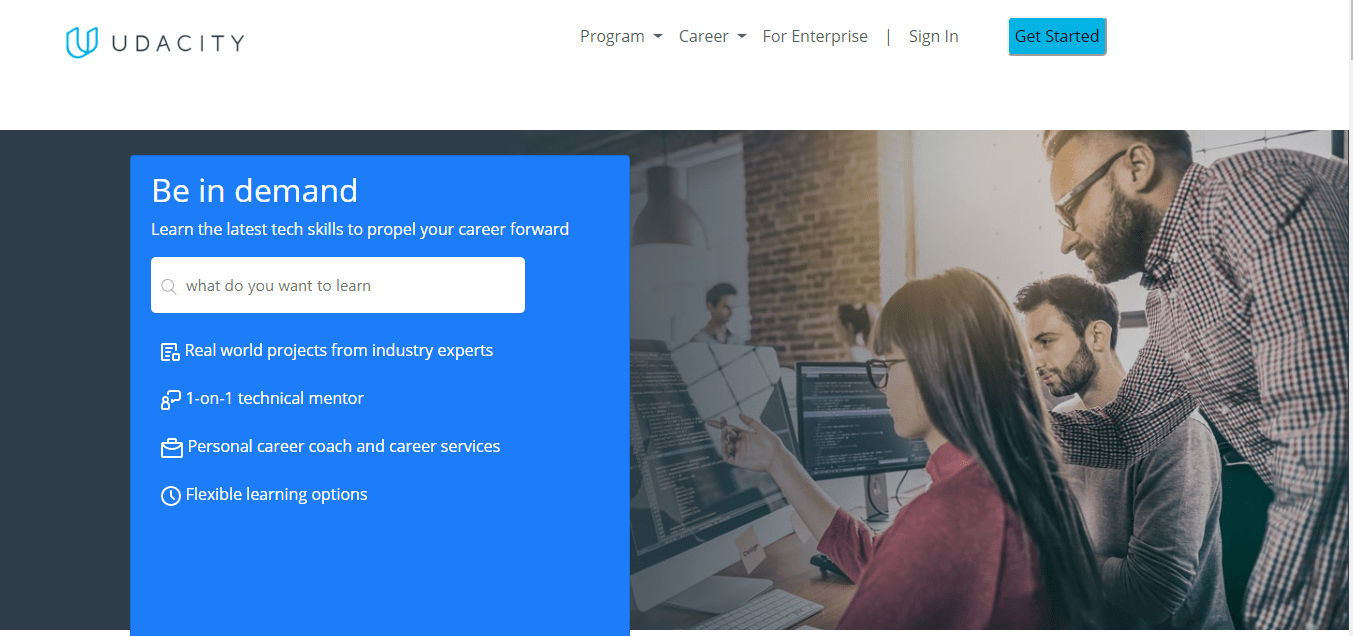 UDACITY
Program Career For Enterprise | Sign In Get Started
Be in demand
Learn the latest tech skills to propel your career forward
what do you want to learn
Real world projects from industry experts
1-on-1 technical mentor
Personal career coach and career services
Flexible learning options